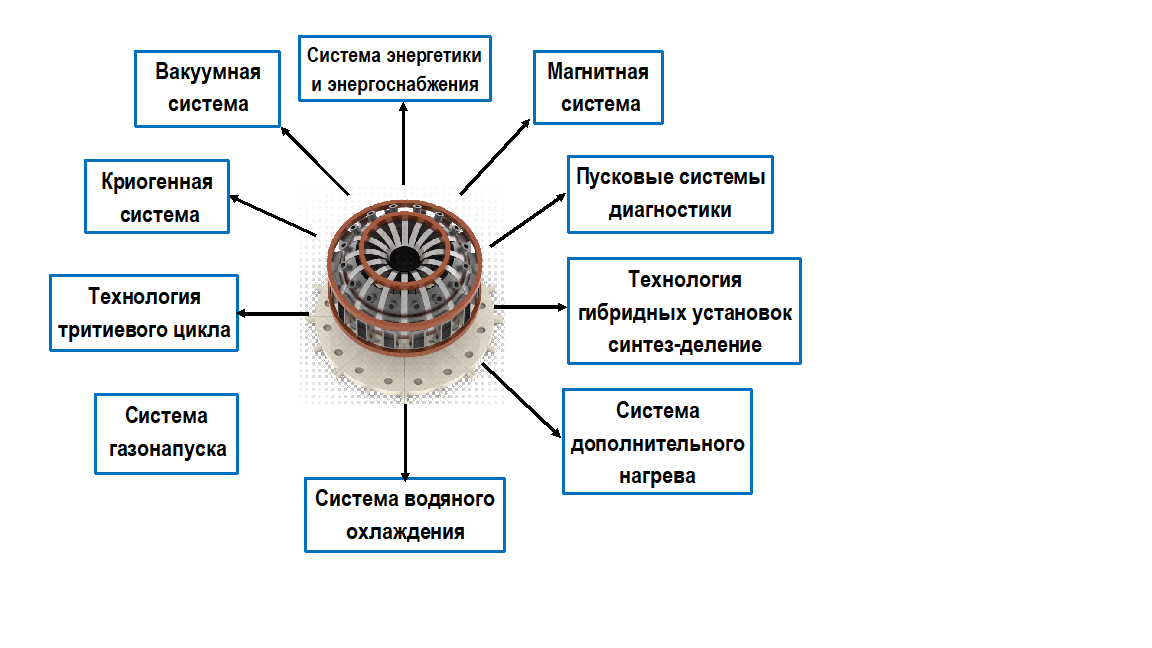 Система энергетики
и энергоснабжения
Вакуумная
система
Магнитная
система
Пусковые системы
диагностики
Криогенная
система
Технология
гибридных установок
синтез-деление
Технология
тритиевого цикла
Система
дополнительного
нагрева
Система
газонапуска
Система водяного
охлаждения